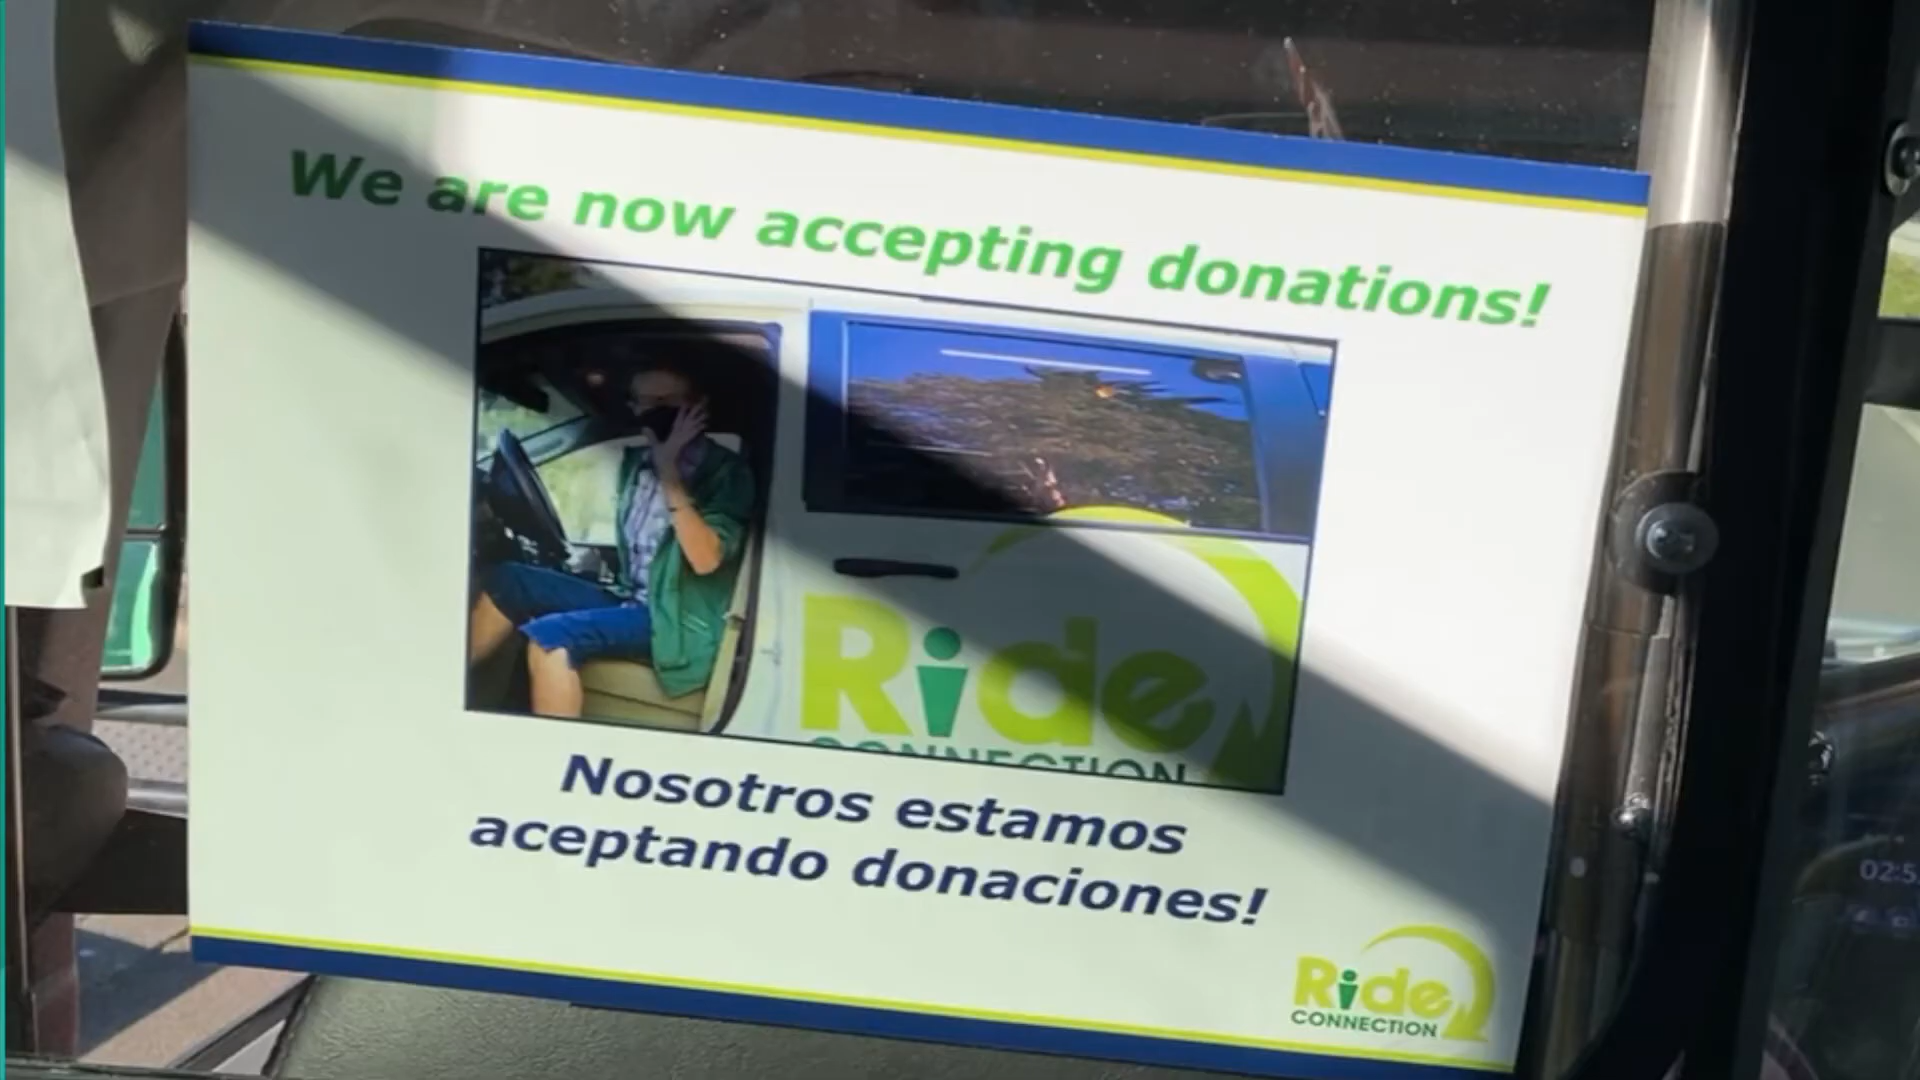 We are now accepting donations!
Ride
CONNECTION
Nosotros estamos
aceptando donaciones!
Ride
CONNECTION